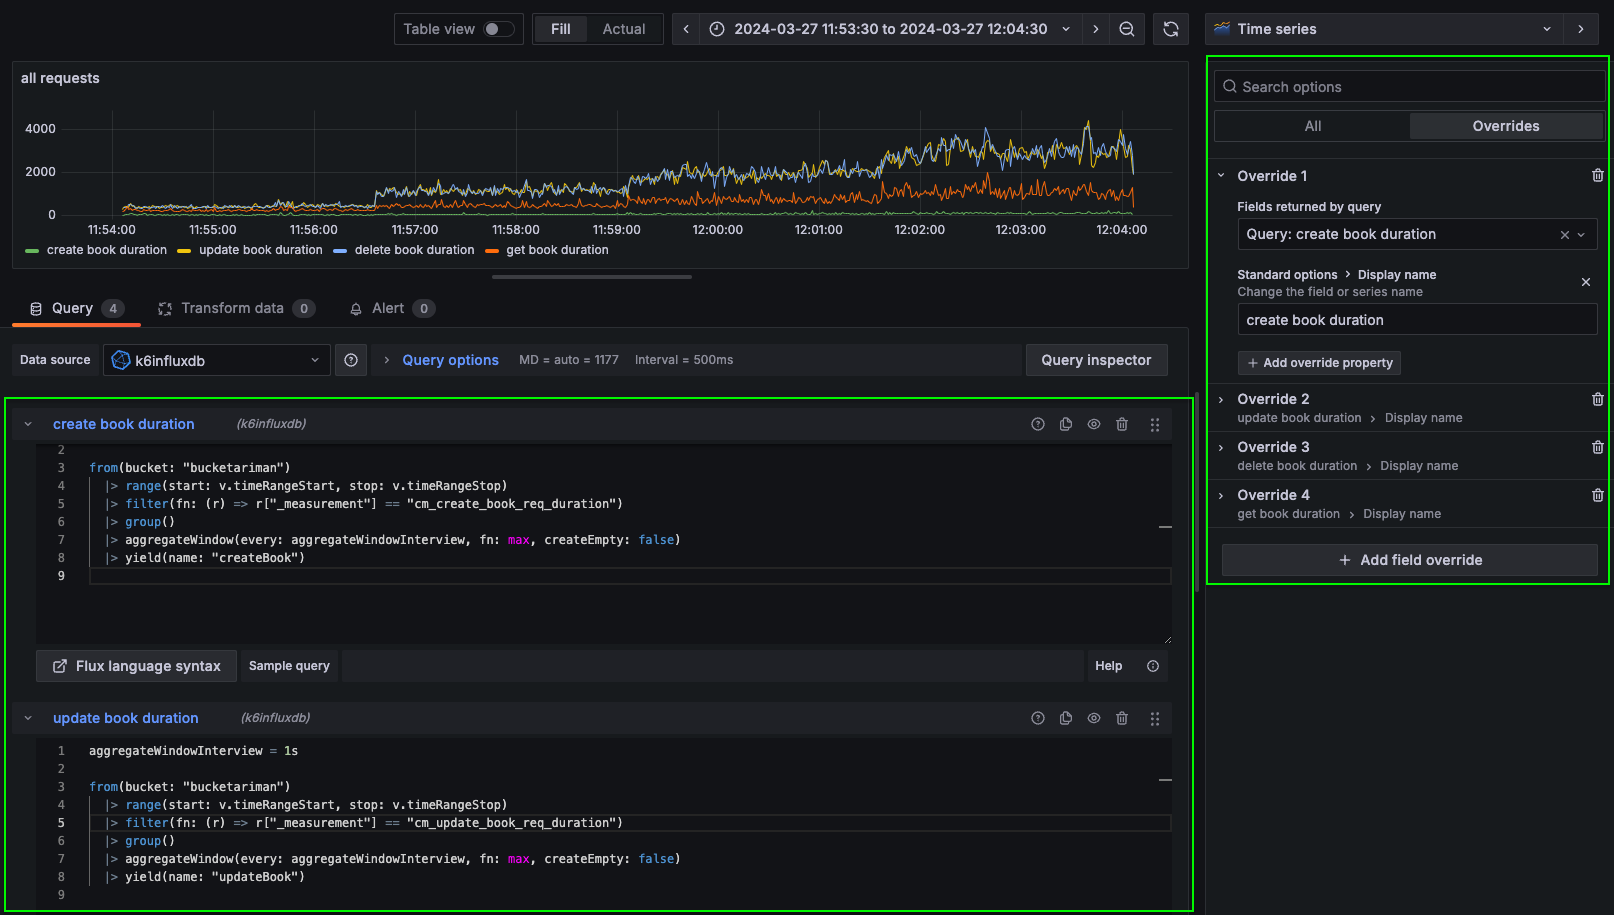 Table view
Fill
Actual
2024-03-27 11:53:30 to 2024-03-27 12:04:30
Time series
all requests
4000
2000
0
11:54:00 11:55:00 11:56:00 11:57:00 11:58:00 11:59:00 12:00:00 12:01:00 12:02:00 12:03:00 12:04:00
create book duration update book duration delete book duration get book duration
Query 4 Transform data 0 Alert 0
Data source k6influxdb Query options MD = auto = 1177 Interval = 500ms Query inspector
create book duration (k6influxdb)
2
3 from(bucket: "bucketariman")
4 |> range(start: v.timeRangeStart, stop: v.timeRangeStop)
5 |> filter(fn: (r) => r["_measurement"] == "cm_create_book_req_duration")
6 |> group()
7 |> aggregateWindow(every: aggregateWindowInterview, fn: max, createEmpty: false)
8 |> yield(name: "createBook")
9
Flux language syntax Sample query Help
update book duration (k6influxdb)
1 aggregateWindowInterview = 1s
2
3 from(bucket: "bucketariman")
4 |> range(start: v.timeRangeStart, stop: v.timeRangeStop)
5 |> filter(fn: (r) => r["_measurement"] == "cm_update_book_req_duration")
6 |> group()
7 |> aggregateWindow(every: aggregateWindowInterview, fn: max, createEmpty: false)
8 |> yield(name: "updateBook")
9
Search options
All Overrides
Override 1
Fields returned by query
Query: create book duration
Standard options > Display name
Change the field or series name
create book duration
+ Add override property
Override 2
update book duration > Display name
Override 3
delete book duration > Display name
Override 4
get book duration > Display name
+ Add field override